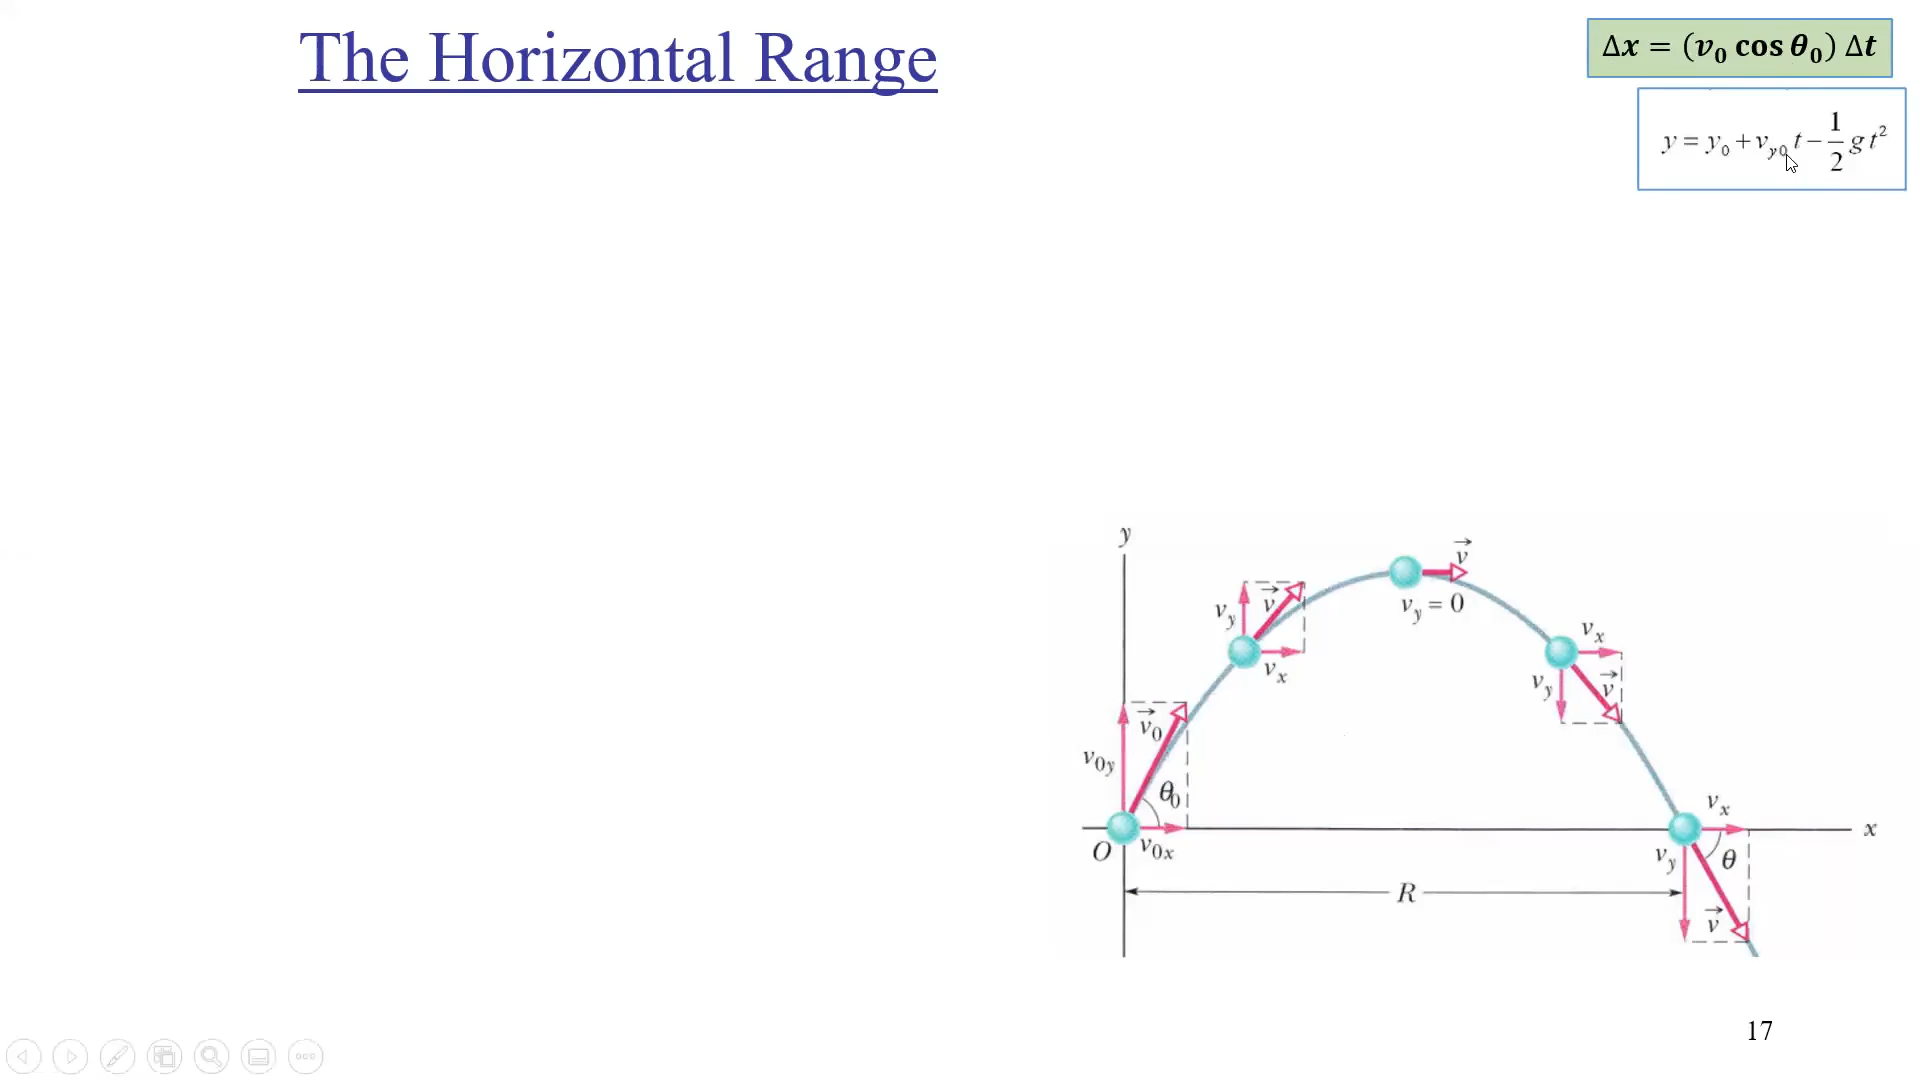 The Horizontal Range
Δx = (v₀ cos θ₀) Δt
y = y₀ + v_y0 t − 1/2 g t²
y
v⃗
v_y = 0
v_y
v⃗
v_x
v_x
v_y
v⃗
v⃗₀
v_0y
θ₀
O
v_0x
v_x
x
v_y
θ
R
v⃗
17